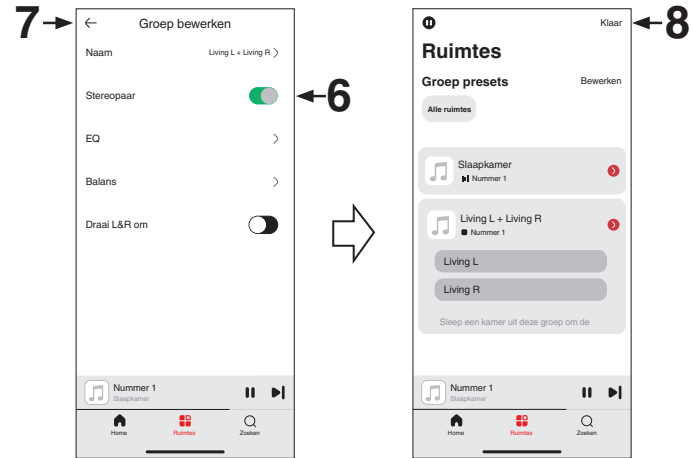 7
Groep bewerken
Naam
Living L + Living R
Stereopaar
6
EQ
Balans
Draai L&R om
Nummer 1
Slaapkamer
Home
Ruimtes
Zoeken
Klaar
8
Ruimtes
Groep presets
Bewerken
Alle ruimtes
Slaapkamer
Nummer 1
Living L + Living R
Nummer 1
Living L
Living R
Sleep een kamer uit deze groep om de
Nummer 1
Slaapkamer
Home
Ruimtes
Zoeken